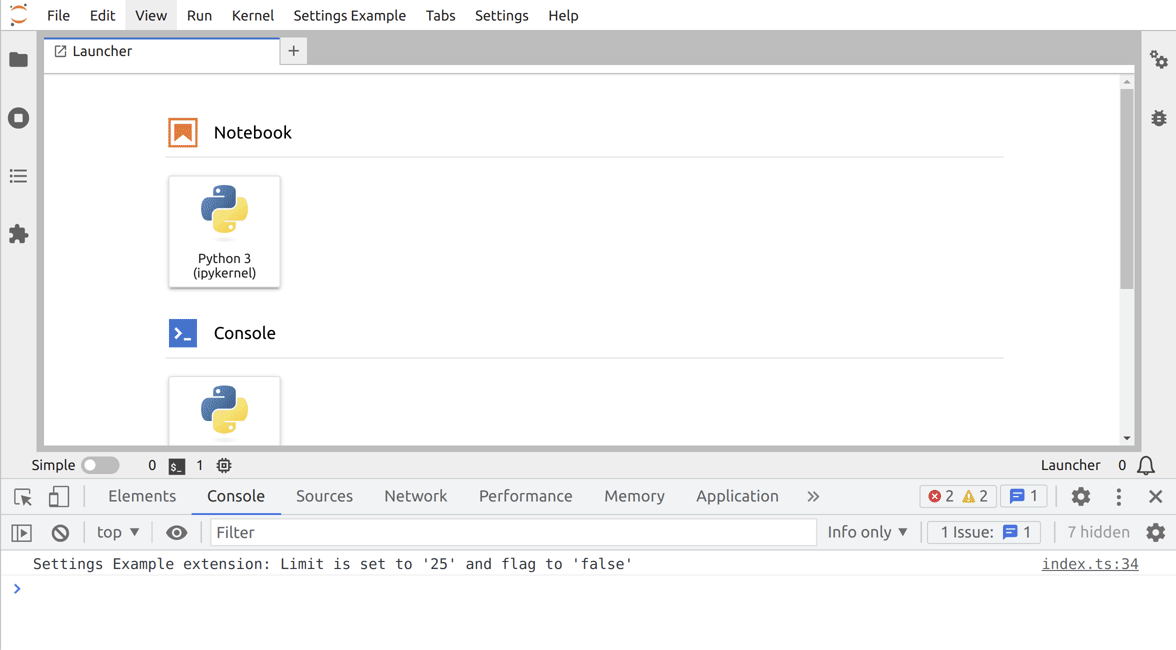 File Edit View Run Kernel Settings Example Tabs Settings Help
Launcher +
Notebook
Python 3
(ipykernel)
Console
Simple 0 $_ 1 Launcher 0
Elements Console Sources Network Performance Memory Application » 2 2 1
top ▼ Filter Info only ▼ 1 Issue: 1 7 hidden
Settings Example extension: Limit is set to '25' and flag to 'false' index.ts:34